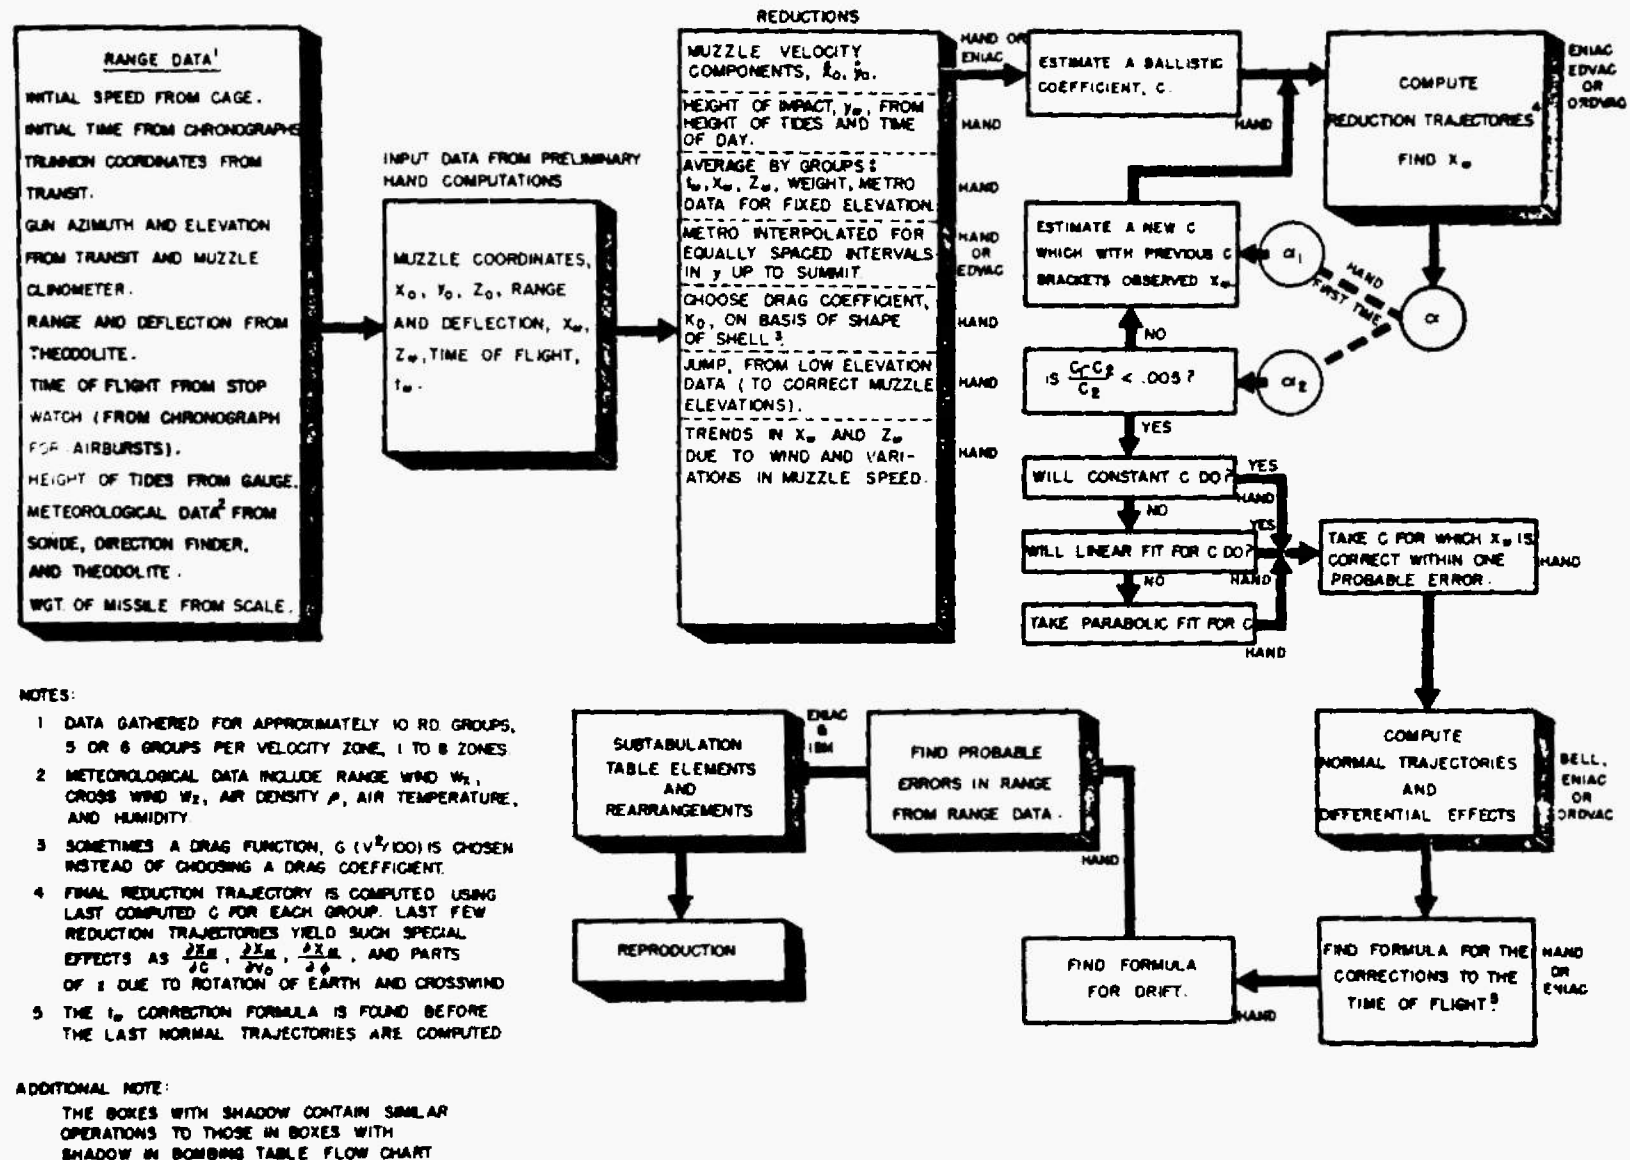 RANGE DATA¹
INITIAL SPEED FROM CAGE.
INITIAL TIME FROM CHRONOGRAPHS
TRUNNION COORDINATES FROM
TRANSIT.
GUN AZIMUTH AND ELEVATION
FROM TRANSIT AND MUZZLE
CLINOMETER.
RANGE AND DEFLECTION FROM
THEODOLITE.
TIME OF FLIGHT FROM STOP
WATCH (FROM CHRONOGRAPH
FOR AIRBURSTS).
HEIGHT OF TIDES FROM GAUGE.
METEOROLOGICAL DATA² FROM
SONDE, DIRECTION FINDER,
AND THEODOLITE.
WGT. OF MISSILE FROM SCALE.
INPUT DATA FROM PRELIMINARY
HAND COMPUTATIONS
MUZZLE COORDINATES,
X₀, Y₀, Z₀, RANGE
AND DEFLECTION, Xω,
Zω, TIME OF FLIGHT,
tω.
REDUCTIONS
MUZZLE VELOCITY
COMPONENTS, ẋ₀, ẏ₀.
HAND OR
ENIAC
HEIGHT OF IMPACT, yω, FROM
HEIGHT OF TIDES AND TIME
OF DAY.
HAND
AVERAGE BY GROUPS:
tω, Xω, Zω, WEIGHT, METRO
DATA FOR FIXED ELEVATION.
HAND
METRO INTERPOLATED FOR
EQUALLY SPACED INTERVALS
IN y UP TO SUMMIT.
HAND
OR
EDVAC
CHOOSE DRAG COEFFICIENT,
K₀, ON BASIS OF SHAPE
OF SHELL³.
HAND
JUMP, FROM LOW ELEVATION
DATA (TO CORRECT MUZZLE
ELEVATIONS).
HAND
TRENDS IN Xω AND Zω
DUE TO WIND AND VARI-
ATIONS IN MUZZLE SPEED.
HAND
ESTIMATE A BALLISTIC
COEFFICIENT, C.
HAND
COMPUTE
REDUCTION TRAJECTORIES⁴
FIND Xω
ENIAC
EDVAC
OR
ORDVAC
ESTIMATE A NEW C
WHICH WITH PREVIOUS C
BRACKETS OBSERVED Xω
α₁
HAND
FIRST TIME
α
NO
IS C₁-C₂/C₂ < .005?
α₂
YES
WILL CONSTANT C DO?
YES
HAND
NO
WILL LINEAR FIT FOR C DO?
YES
HAND
NO
TAKE PARABOLIC FIT FOR C
HAND
TAKE C FOR WHICH Xω IS
CORRECT WITHIN ONE
PROBABLE ERROR.
HAND
COMPUTE
NORMAL TRAJECTORIES
AND
DIFFERENTIAL EFFECTS
BELL,
ENIAC
OR
ORDVAC
FIND FORMULA FOR THE
CORRECTIONS TO THE
TIME OF FLIGHT⁵
HAND
OR
ENIAC
FIND FORMULA
FOR DRIFT.
HAND
FIND PROBABLE
ERRORS IN RANGE
FROM RANGE DATA.
HAND
SUBTABULATION
TABLE ELEMENTS
AND
REARRANGEMENTS
ENIAC
&
IBM
REPRODUCTION
NOTES:
1 DATA GATHERED FOR APPROXIMATELY 10 RD. GROUPS,
5 OR 6 GROUPS PER VELOCITY ZONE, 1 TO 8 ZONES
2 METEOROLOGICAL DATA INCLUDE RANGE WIND Wx,
CROSS WIND Wz, AIR DENSITY ρ, AIR TEMPERATURE,
AND HUMIDITY
3 SOMETIMES A DRAG FUNCTION, G (V²/100) IS CHOSEN
INSTEAD OF CHOOSING A DRAG COEFFICIENT.
4 FINAL REDUCTION TRAJECTORY IS COMPUTED USING
LAST COMPUTED C FOR EACH GROUP. LAST FEW
REDUCTION TRAJECTORIES YIELD SUCH SPECIAL
EFFECTS AS ∂Xω/∂C, ∂Xω/∂V₀, ∂Xω/∂φ, AND PARTS
OF z DUE TO ROTATION OF EARTH AND CROSSWIND
5 THE tω CORRECTION FORMULA IS FOUND BEFORE
THE LAST NORMAL TRAJECTORIES ARE COMPUTED
ADDITIONAL NOTE:
THE BOXES WITH SHADOW CONTAIN SIMILAR
OPERATIONS TO THOSE IN BOXES WITH
SHADOW IN BOMBING TABLE FLOW CHART